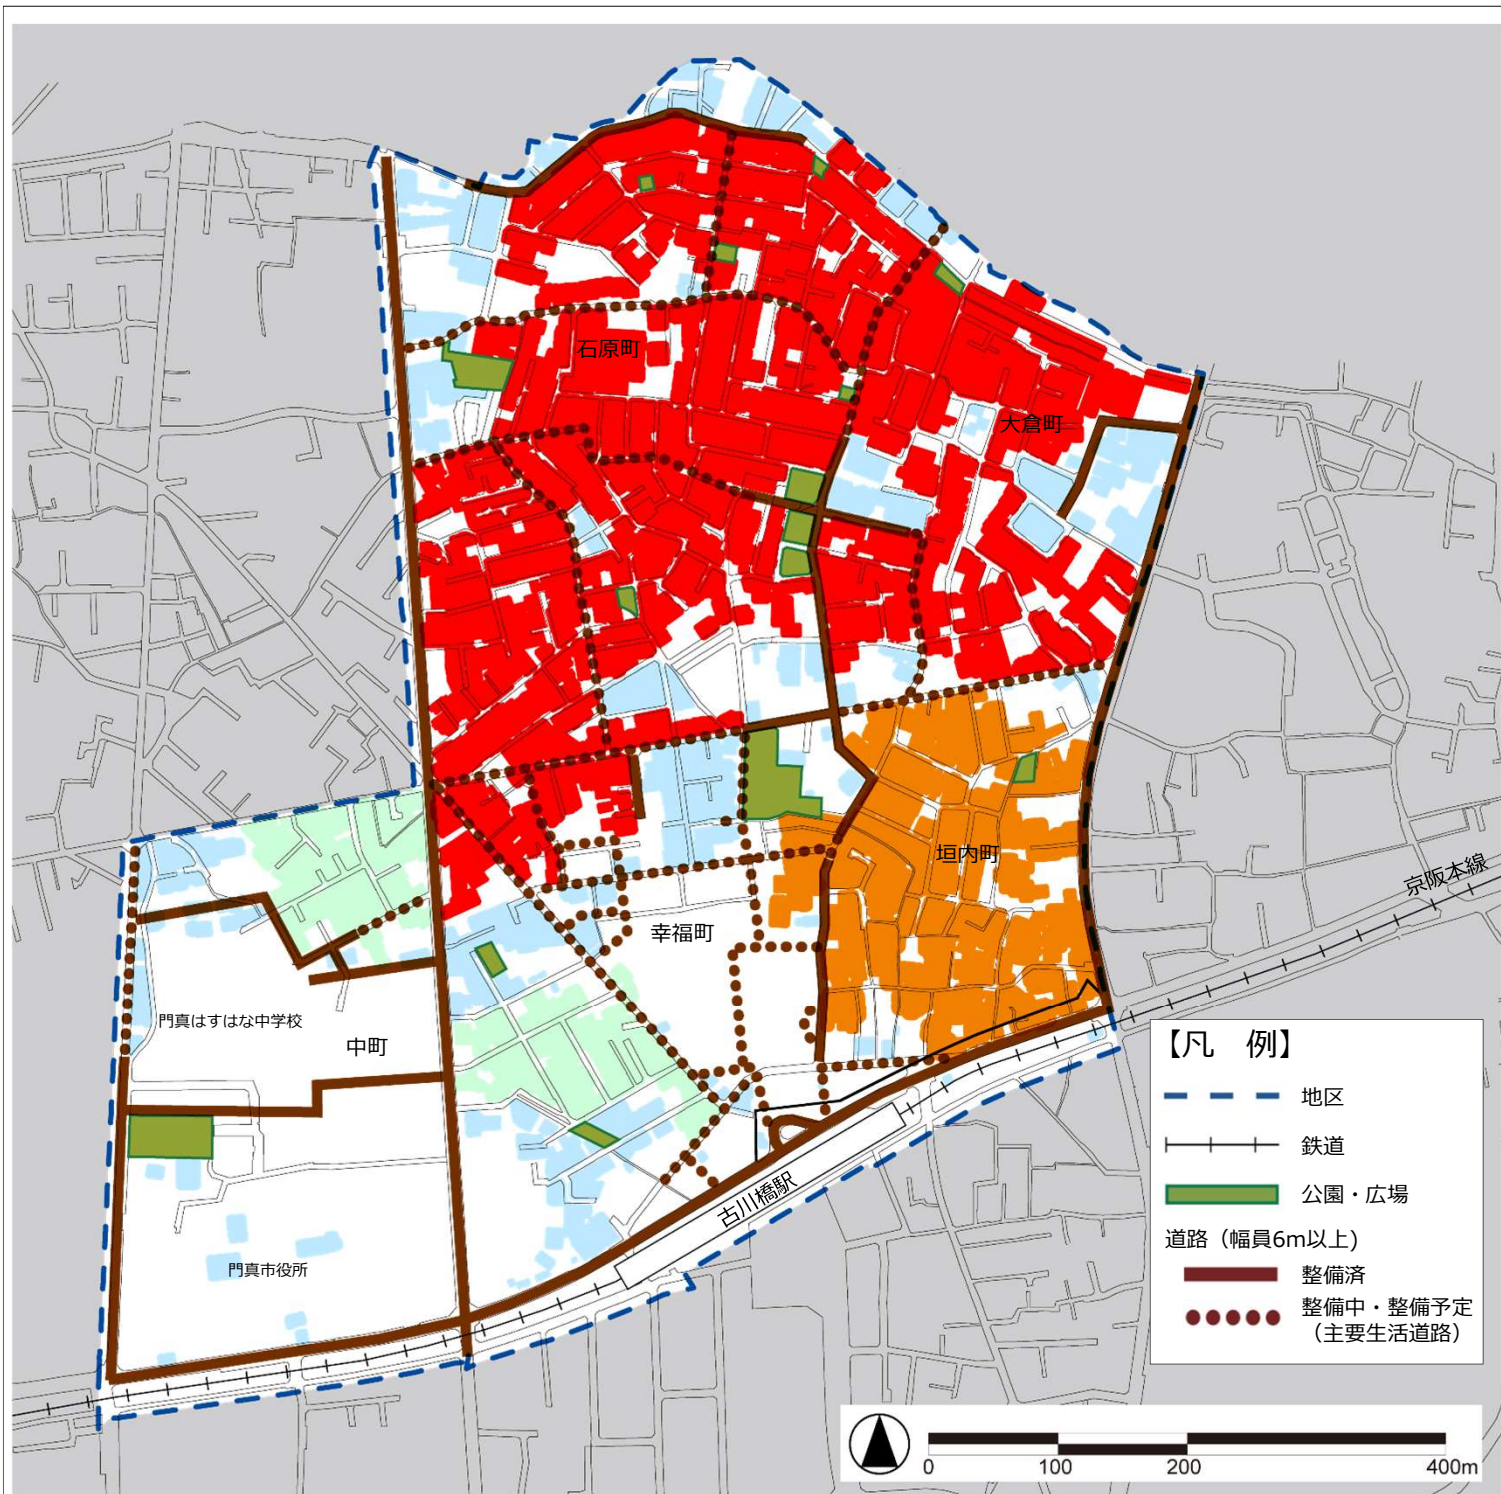 石原町
大倉町
垣内町
京阪本線
幸福町
門真はすはな中学校
中町
古川橋駅
門真市役所
【凡　例】
地区
鉄道
公園・広場
道路（幅員6m以上)
整備済
整備中・整備予定
（主要生活道路）
0 100 200 400m